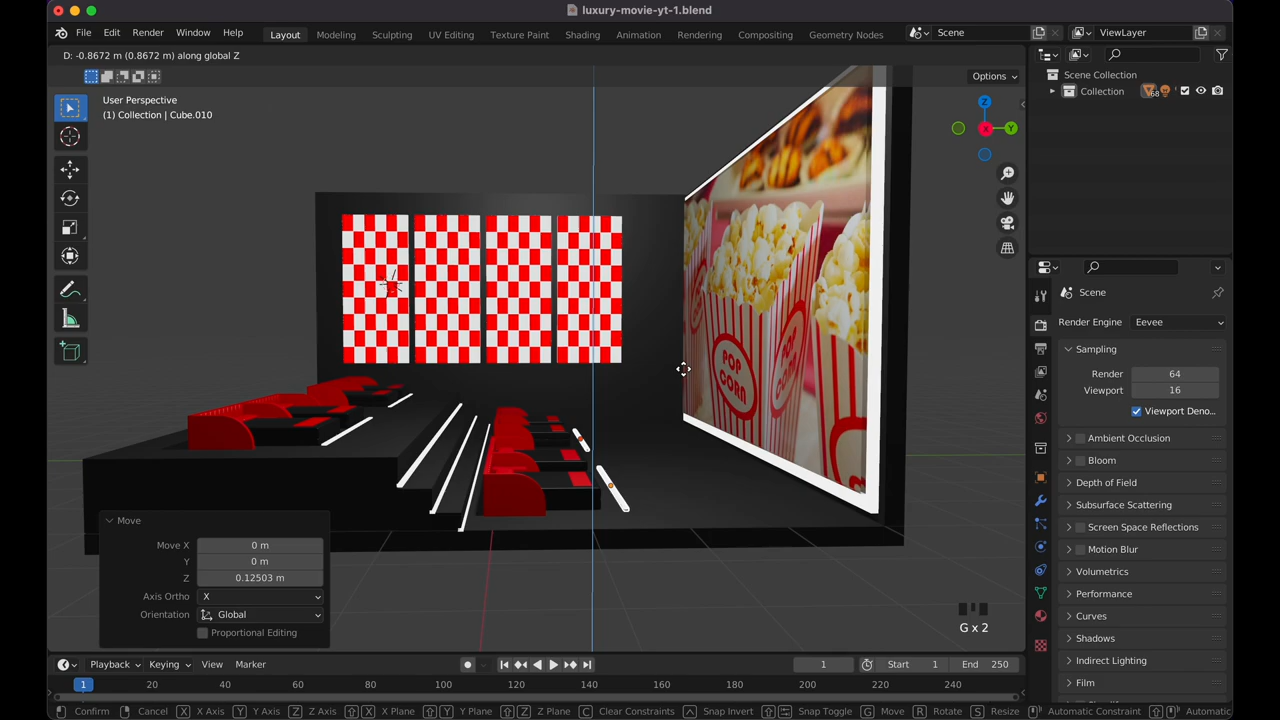 luxury-movie-yt-1.blend
File Edit Render Window Help Layout Modeling Sculpting UV Editing Texture Paint Shading Animation Rendering Compositing Geometry Nodes Scene ViewLayer
D: -0.8672 m (0.8672 m) along global Z
Options
User Perspective
(1) Collection | Cube.010
Z
Y
X
Scene Collection
Collection 68
Scene
Render Engine Eevee
Sampling
Render 64
Viewport 16
Viewport Deno...
Ambient Occlusion
Bloom
Depth of Field
Subsurface Scattering
Screen Space Reflections
Motion Blur
Volumetrics
Performance
Curves
Shadows
Indirect Lighting
Film
POP
CORN
POP
CORN
Move
Move X 0 m
Y 0 m
Z 0.12503 m
Axis Ortho X
Orientation Global
Proportional Editing
G x 2
Playback Keying View Marker 1 Start 1 End 250
1 20 40 60 80 100 120 140 160 180 200 220 240
Confirm Cancel X X Axis Y Y Axis Z Z Axis X X Plane Y Y Plane Z Z Plane C Clear Constraints Snap Invert Snap Toggle G Move R Rotate S Resize Automatic Constraint Automatic